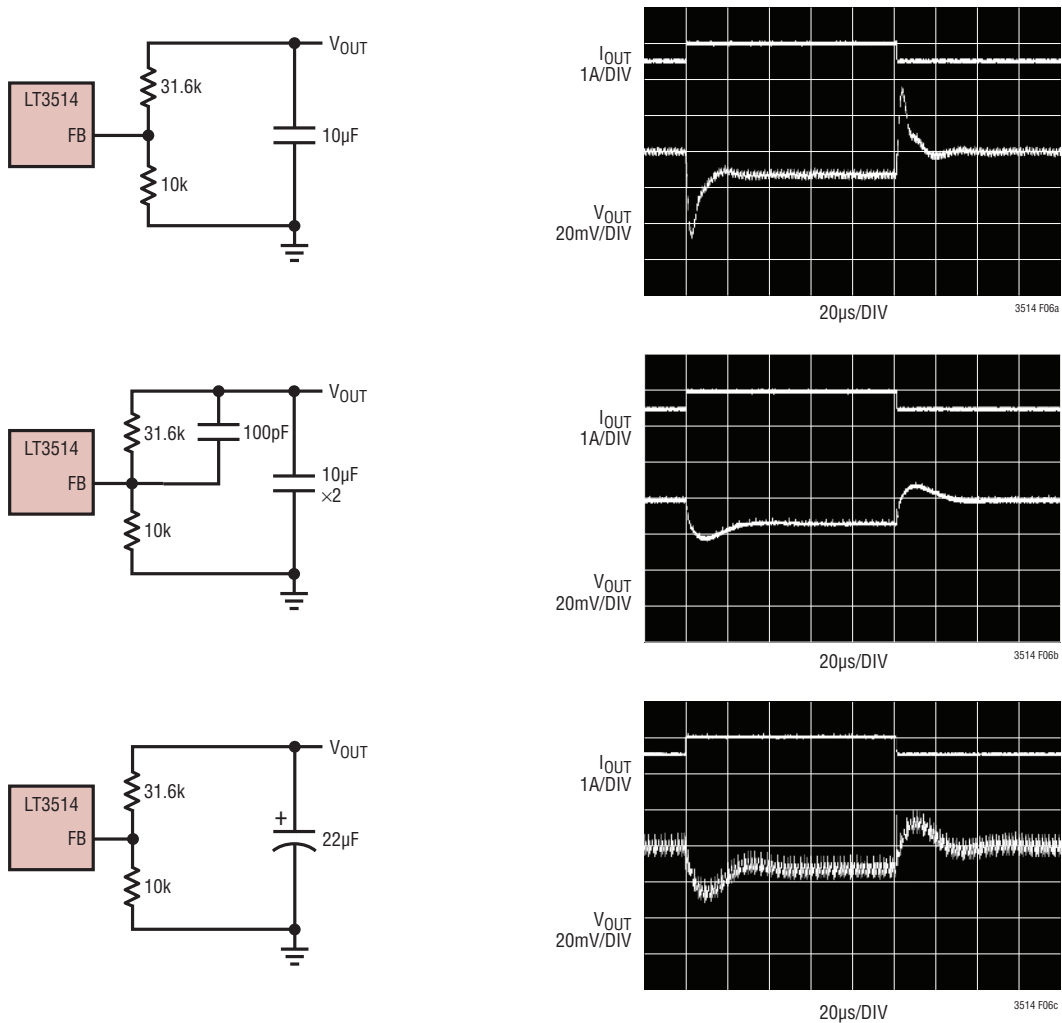 VOUT
31.6k
LT3514
FB
10µF
10k
IOUT
1A/DIV
VOUT
20mV/DIV
20µs/DIV
3514 F06a
VOUT
31.6k
100pF
LT3514
FB
10µF
×2
10k
IOUT
1A/DIV
VOUT
20mV/DIV
20µs/DIV
3514 F06b
VOUT
31.6k
LT3514
FB
+
22µF
10k
IOUT
1A/DIV
VOUT
20mV/DIV
20µs/DIV
3514 F06c